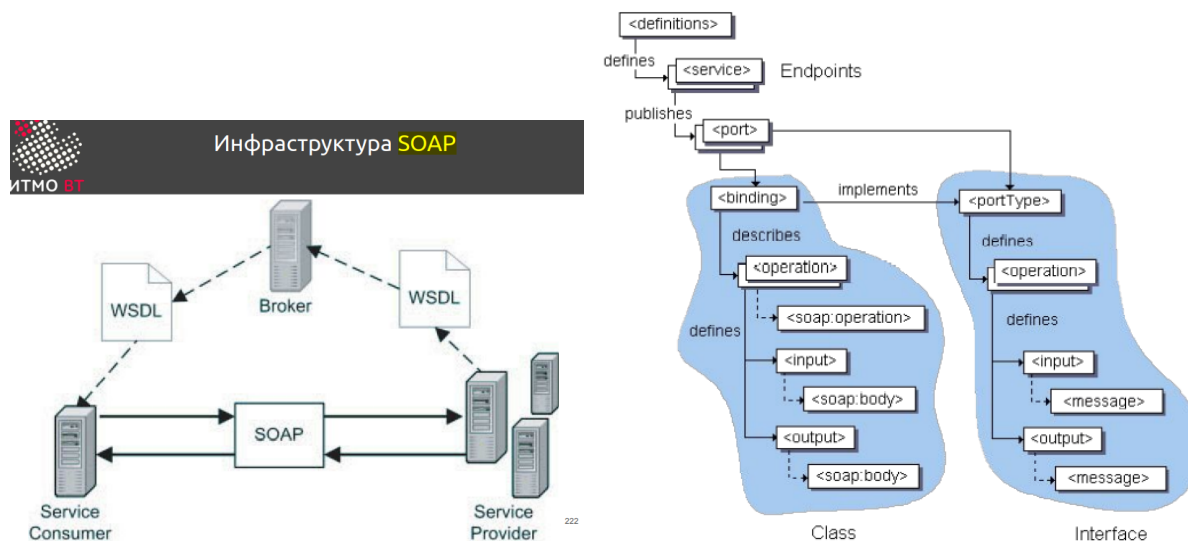 Инфраструктура SOAP
ИТМО ВТ
WSDL
Broker
WSDL
SOAP
Service
Consumer
Service
Provider
222
<definitions>
defines
<service>
Endpoints
publishes
<port>
<binding>
implements
<portType>
describes
defines
<operation>
<operation>
<soap:operation>
defines
defines
<input>
<input>
<soap:body>
<message>
<output>
<output>
<soap:body>
<message>
Class
Interface